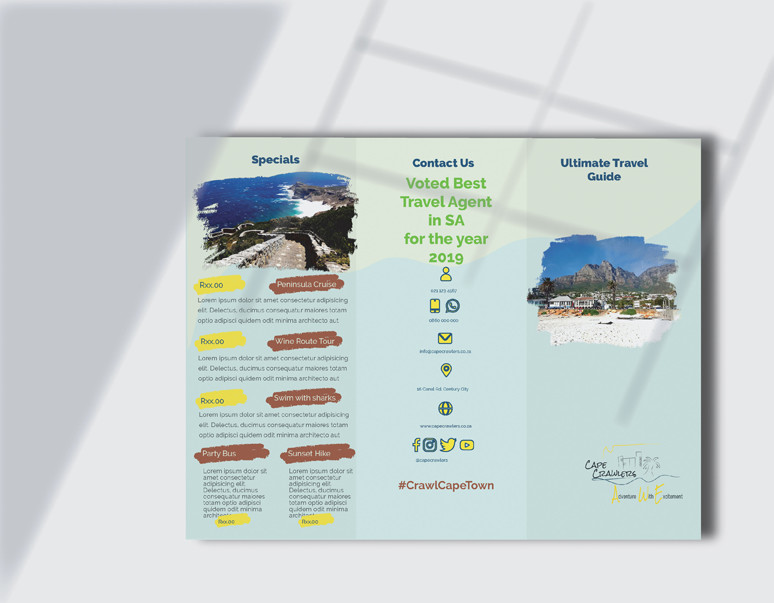 Specials
Rxx.00
Peninsula Cruise
Lorem ipsum dolor sit amet consectetur adipisicing
elit. Delectus, ducimus consequatur maiores totam
optio adipisci quidem odit minima architecto aut
Rxx.00
Wine Route Tour
Lorem ipsum dolor sit amet consectetur adipisicing
elit. Delectus, ducimus consequatur maiores totam
optio adipisci quidem odit minima architecto aut
Rxx.00
Swim with sharks
Lorem ipsum dolor sit amet consectetur adipisicing
elit. Delectus, ducimus consequatur maiores totam
optio adipisci quidem odit minima architecto aut
Party Bus
Lorem ipsum dolor sit
amet consectetur
adipisicing elit.
Delectus, ducimus
consequatur maiores
totam optio adipisci
quidem odit minima
Rxx.00
Sunset Hike
Lorem ipsum dolor sit
amet consectetur
adipisicing elit.
Delectus, ducimus
consequatur maiores
totam optio adipisci
quidem odit minima
Rxx.00
Contact Us
Voted Best
Travel Agent
in SA
for the year
2019
0860 000 000
info@capecrawlers.co.za
Canal Rd, Century City
www.capecrawlers.co.za
@capecrawlers
#CrawlCapeTown
Ultimate Travel
Guide
Cape
Crawlers
Adventure With Excitement